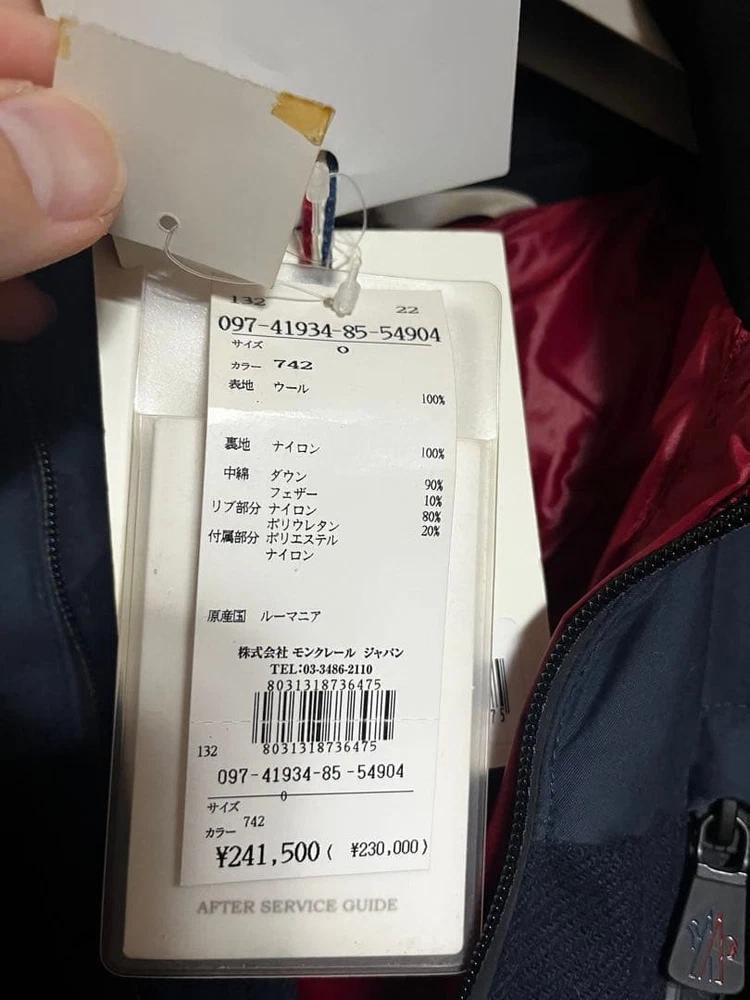 132 22
097-41934-85-54904
サイズ 0
カラー 742
表地 ウール 100%
裏地 ナイロン 100%
中綿 ダウン 90%
フェザー 10%
リブ部分 ナイロン 80%
ポリウレタン 20%
付属部分 ポリエステル
ナイロン
原産国 ルーマニア
株式会社 モンクレール ジャパン
TEL:03-3486-2110
8031318736475
8031318736475
75
132
097-41934-85-54904
サイズ 0
カラー 742
¥241,500 ( ¥230,000)
AFTER SERVICE GUIDE